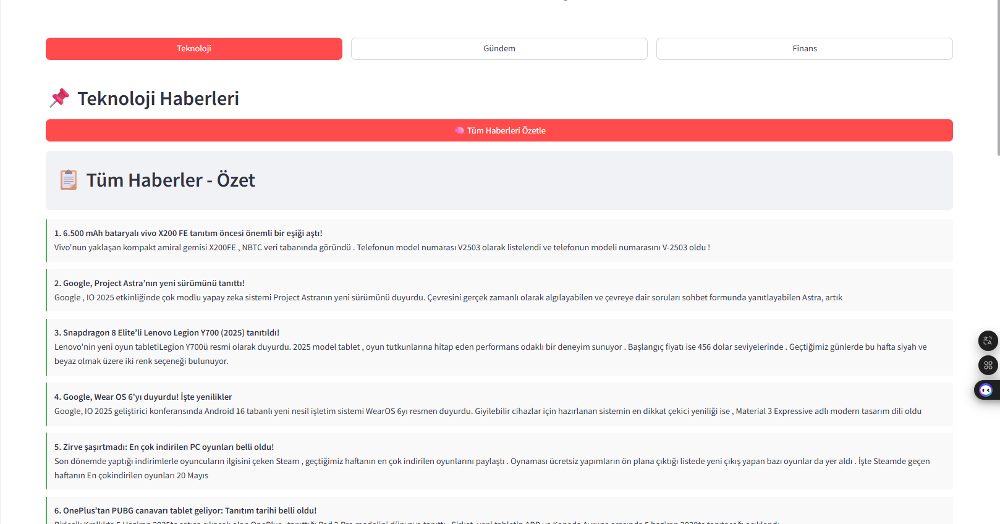 Teknoloji
Gündem
Finans
Teknoloji Haberleri
Tüm Haberleri Özetle
Tüm Haberler - Özet
1. 6.500 mAh bataryalı vivo X200 FE tanıtım öncesi önemli bir eşiği aştı!
Vivo'nun yaklaşan kompakt amiral gemisi X200FE , NBTC veri tabanında göründü . Telefonun model numarası V2503 olarak listelendi ve telefonun modeli numarasını V-2503 oldu !
2. Google, Project Astra’nın yeni sürümünü tanıttı!
Google , IO 2025 etkinliğinde çok modlu yapay zeka sistemi Project Astranın yeni sürümünü duyurdu. Çevresini gerçek zamanlı olarak algılayabilen ve çevreye dair soruları sohbet formunda yanıtlayabilen Astra, artık
3. Snapdragon 8 Elite’li Lenovo Legion Y700 (2025) tanıtıldı!
Lenovo'nin yeni oyun tabletiLegion Y700ü resmi olarak duyurdu. 2025 model tablet , oyun tutkunlarına hitap eden performans odaklı bir deneyim sunuyor . Başlangıç fiyatı ise 456 dolar seviyelerinde . Geçtiğimiz günlerde bu hafta siyah ve
beyaz olmak üzere iki renk seçeneği bulunuyor.
4. Google, Wear OS 6’yı duyurdu! İşte yenilikler
Google, IO 2025 geliştirici konferansında Android 16 tabanlı yeni nesil işletim sistemi WearOS 6yı resmen duyurdu. Giyilebilir cihazlar için hazırlanan sistemin en dikkat çekici yeniliği ise , Material 3 Expressive adlı modern tasarım dili oldu
5. Zirve şaşırtmadı: En çok indirilen PC oyunları belli oldu!
Son dönemde yaptığı indirimlerle oyuncuların ilgisini çeken Steam , geçtiğimiz haftanın en çok indirilen oyunlarını paylaştı . Oynaması ücretsiz yapımların ön plana çıktığı listede yeni çıkış yapan bazı oyunlar da yer aldı . İşte Steamde geçen
haftanın En çokindirilen oyunları 20 Mayıs
6. OnePlus’tan PUBG canavarı tablet geliyor: Tanıtım tarihi belli oldu!